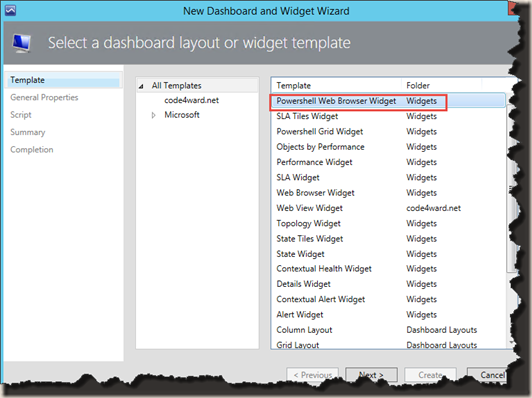 New Dashboard and Widget Wizard
Select a dashboard layout or widget template
Template
General Properties
Script
Summary
Completion
All Templates
code4ward.net
Microsoft
Template Folder
Powershell Web Browser Widget Widgets
SLA Tiles Widget Widgets
Powershell Grid Widget Widgets
Objects by Performance Widgets
Performance Widget Widgets
SLA Widget Widgets
Web Browser Widget Widgets
Web View Widget code4ward.net
Topology Widget Widgets
State Tiles Widget Widgets
State Widget Widgets
Contextual Health Widget Widgets
Details Widget Widgets
Contextual Alert Widget Widgets
Alert Widget Widgets
Column Layout Dashboard Layouts
Grid Layout Dashboard Layouts
< Previous Next > Create Cancel